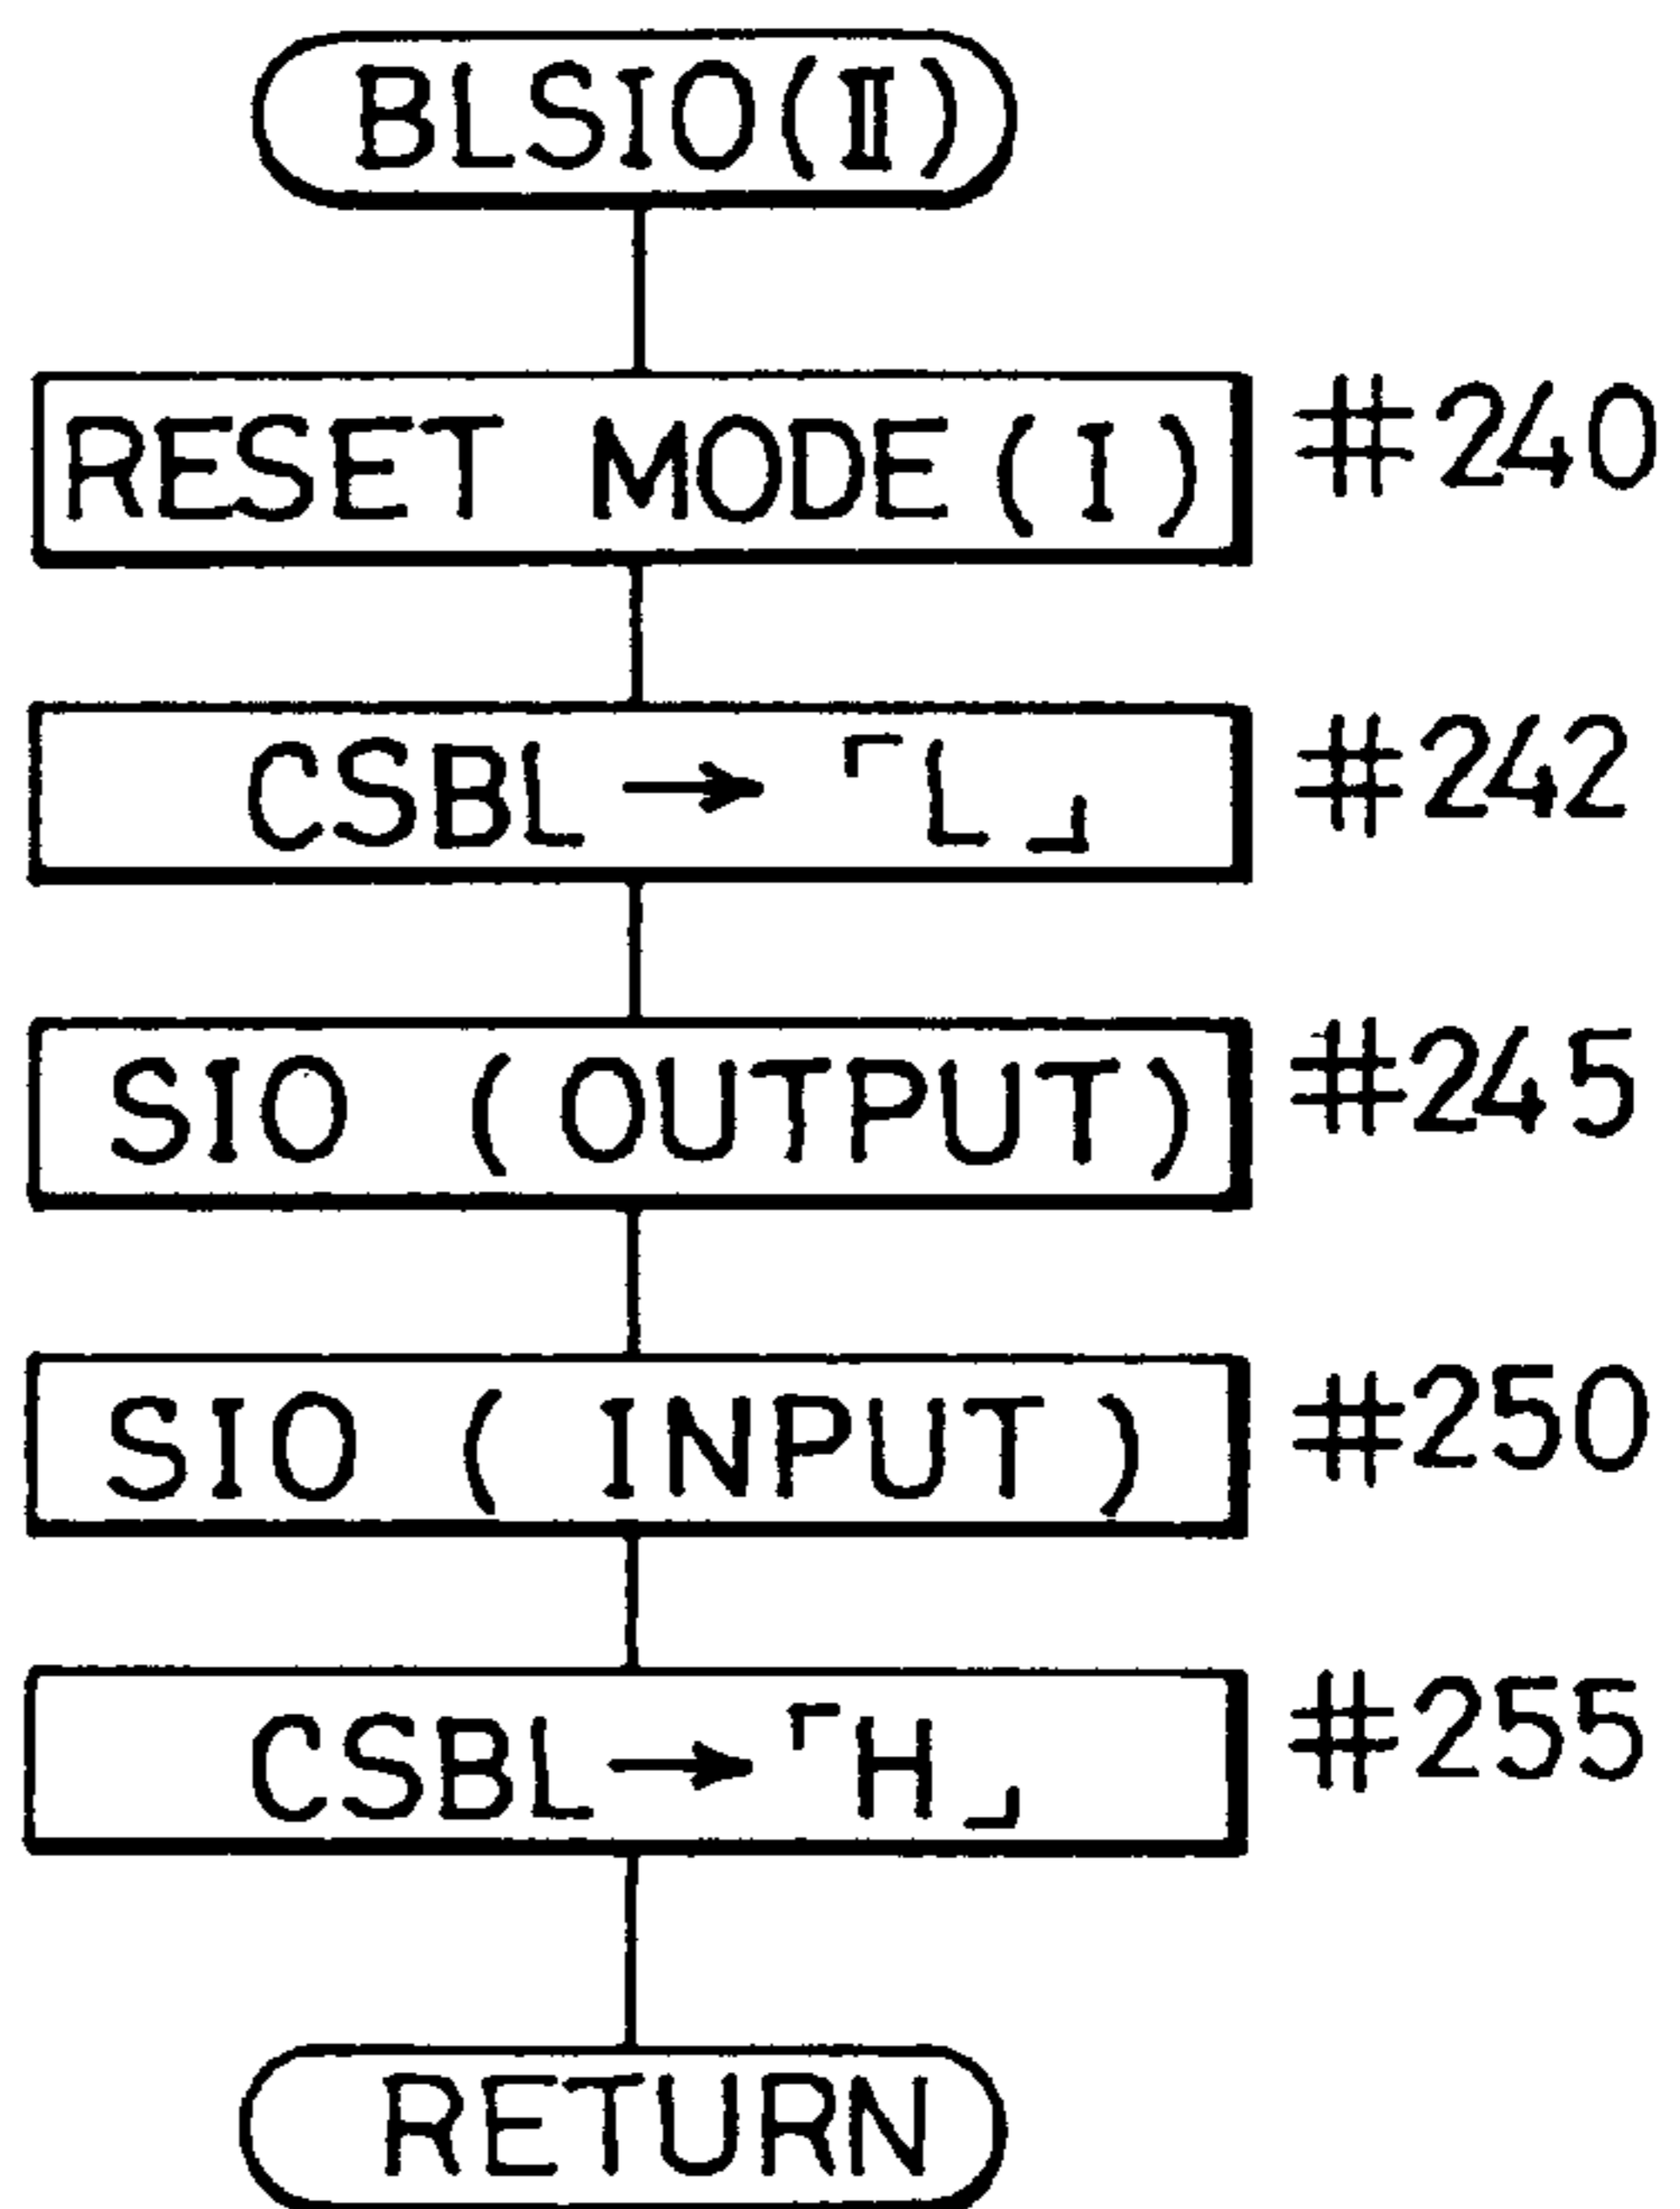 BLSIO(Ⅱ)
RESET MODE(I) #240
CSBL→「L」 #242
SIO (OUTPUT) #245
SIO ( INPUT ) #250
CSBL→「H」 #255
RETURN